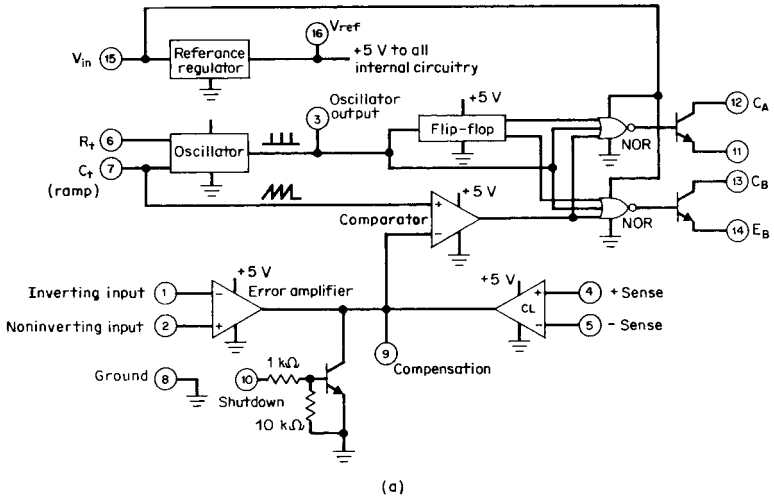 Vin
15
Referance
regulator
16
Vref
+5 V to all
internal circuitry
Rt
6
Ct
7
(ramp)
Oscillator
3
Oscillator
output
+5 V
Flip-flop
NOR
12
CA
11
Comparator
+
−
+5 V
NOR
13
CB
14
EB
Inverting input
1
Noninverting input
2
−
+
+5 V
Error amplifier
+5 V
CL
+
−
4
+ Sense
5
- Sense
9
Compensation
Ground
8
10
Shutdown
1 kΩ
10 kΩ
(a)